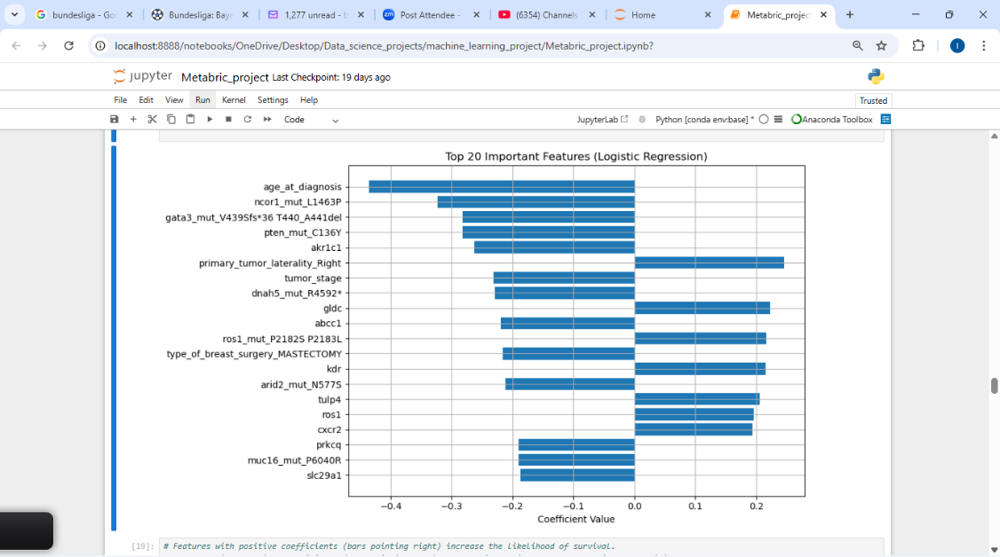 bundesliga - Go
Bundesliga: Bay
1,277 unread - b
Post Attendee -
(6354) Channels
Home
Metabric_projec
localhost:8888/notebooks/OneDrive/Desktop/Data_science_projects/machine_learning_project/Metabric_project.ipynb?
I
jupyter Metabric_project Last Checkpoint: 19 days ago
File Edit View Run Kernel Settings Help
Trusted
Code
JupyterLab
Python [conda env:base] *
Anaconda Toolbox
Top 20 Important Features (Logistic Regression)
age_at_diagnosis
ncor1_mut_L1463P
gata3_mut_V439Sfs*36 T440_A441del
pten_mut_C136Y
akr1c1
primary_tumor_laterality_Right
tumor_stage
dnah5_mut_R4592*
gldc
abcc1
ros1_mut_P2182S P2183L
type_of_breast_surgery_MASTECTOMY
kdr
arid2_mut_N577S
tulp4
ros1
cxcr2
prkcq
muc16_mut_P6040R
slc29a1
−0.4 −0.3 −0.2 −0.1 0.0 0.1 0.2
Coefficient Value
[19]: # Features with positive coefficients (bars pointing right) increase the likelihood of survival.